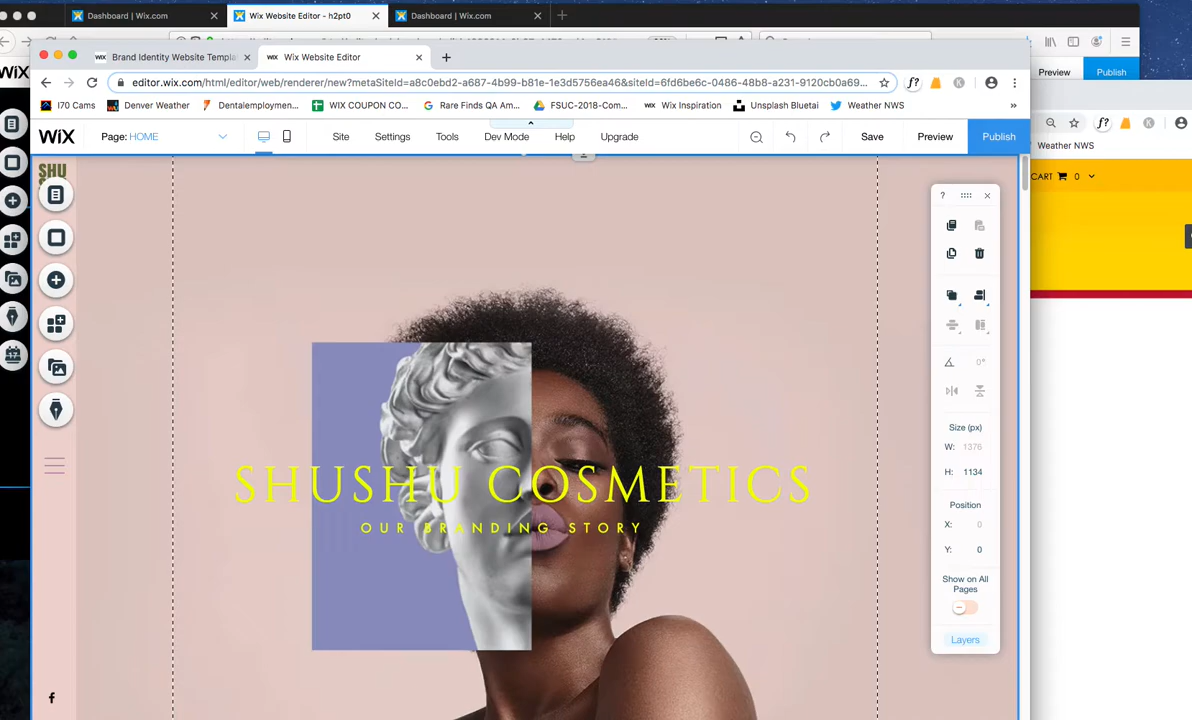 Dashboard | Wix.com
Wix Website Editor - h2pt0
Dashboard | Wix.com
Brand Identity Website Templa
Wix Website Editor
editor.wix.com/html/editor/web/renderer/new?metaSiteId=a8c0ebd2-a687-4b99-b81e-1e3d5756ea46&siteId=6fd6be6c-0486-48b8-a231-9120cb0a69...
I70 Cams
Denver Weather
Dentalemploymen...
WIX COUPON CO...
Rare Finds QA Am...
FSUC-2018-Com...
Wix Inspiration
Unsplash Bluetai
Weather NWS
»
Preview
Publish
Weather NWS
WiX
Page: HOME
Site
Settings
Tools
Dev Mode
Help
Upgrade
Save
Preview
Publish
CART 0
SHU
SHUSHU COSMETICS
OUR BRANDING STORY
?
0°
Size (px)
W: 1376
H: 1134
Position
X: 0
Y: 0
Show on All
Pages
Layers